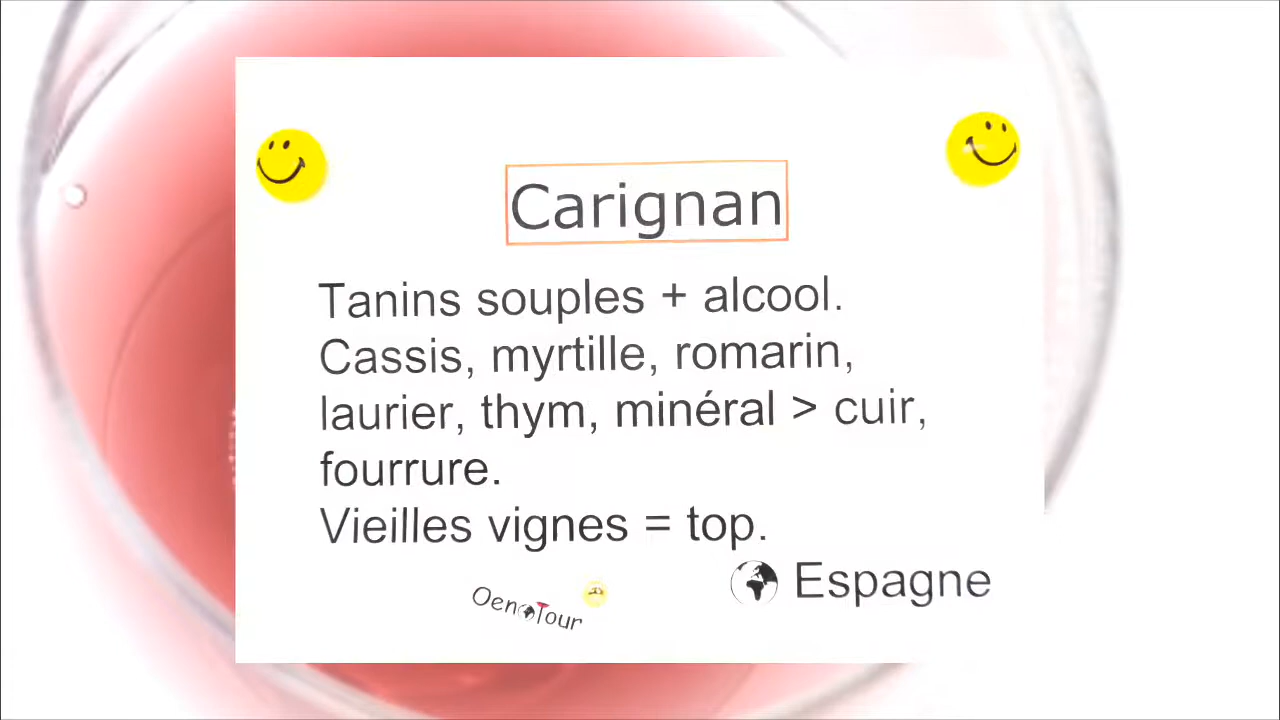 Carignan
Tanins souples + alcool.
Cassis, myrtille, romarin,
laurier, thym, minéral > cuir,
fourrure.
Vieilles vignes = top.
Espagne
OenoTour